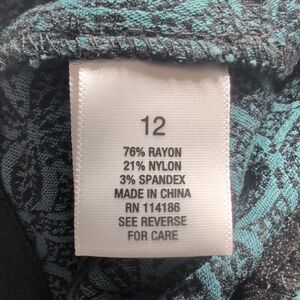 12
76% RAYON
21% NYLON
3% SPANDEX
MADE IN CHINA
RN 114186
SEE REVERSE
FOR CARE